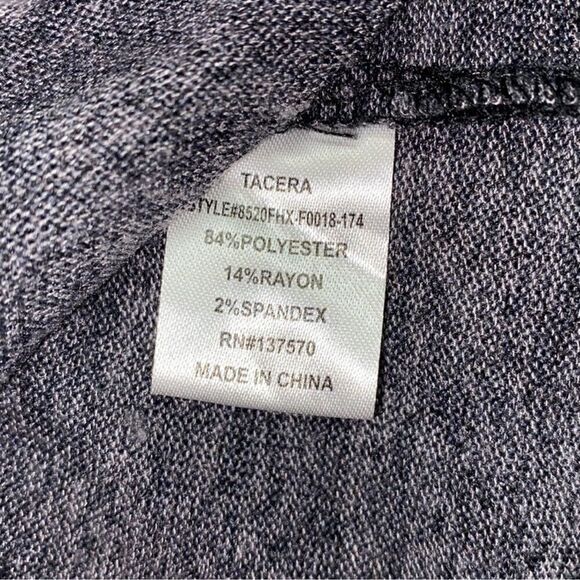 TACERA
STYLE#8520FHX-F0018-174
84%POLYESTER
14%RAYON
2%SPANDEX
RN#137570
MADE IN CHINA